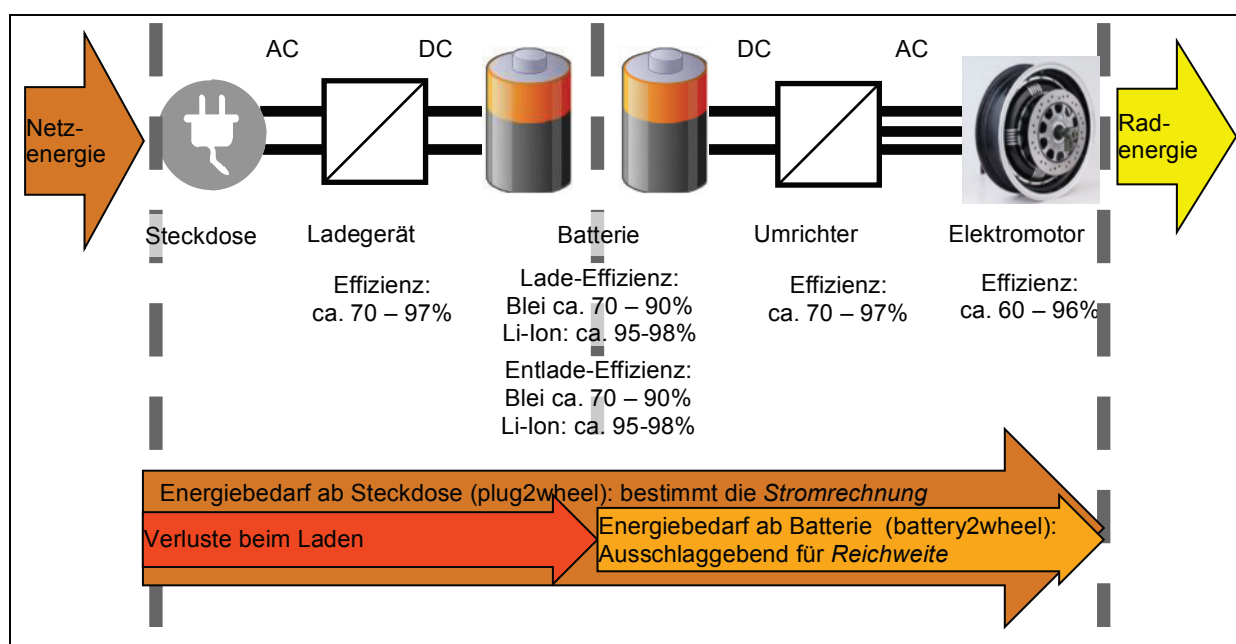 AC
DC
DC
AC
Netz-
energie
Rad-
energie
Steckdose
Ladegerät
Batterie
Umrichter
Elektromotor
Effizienz:
ca. 70 – 97%
Lade-Effizienz:
Blei ca. 70 – 90%
Li-Ion: ca. 95-98%
Entlade-Effizienz:
Blei ca. 70 – 90%
Li-Ion: ca. 95-98%
Effizienz:
ca. 70 – 97%
Effizienz:
ca. 60 – 96%
Energiebedarf ab Steckdose (plug2wheel): bestimmt die Stromrechnung
Verluste beim Laden
Energiebedarf ab Batterie (battery2wheel):
Ausschlaggebend für Reichweite